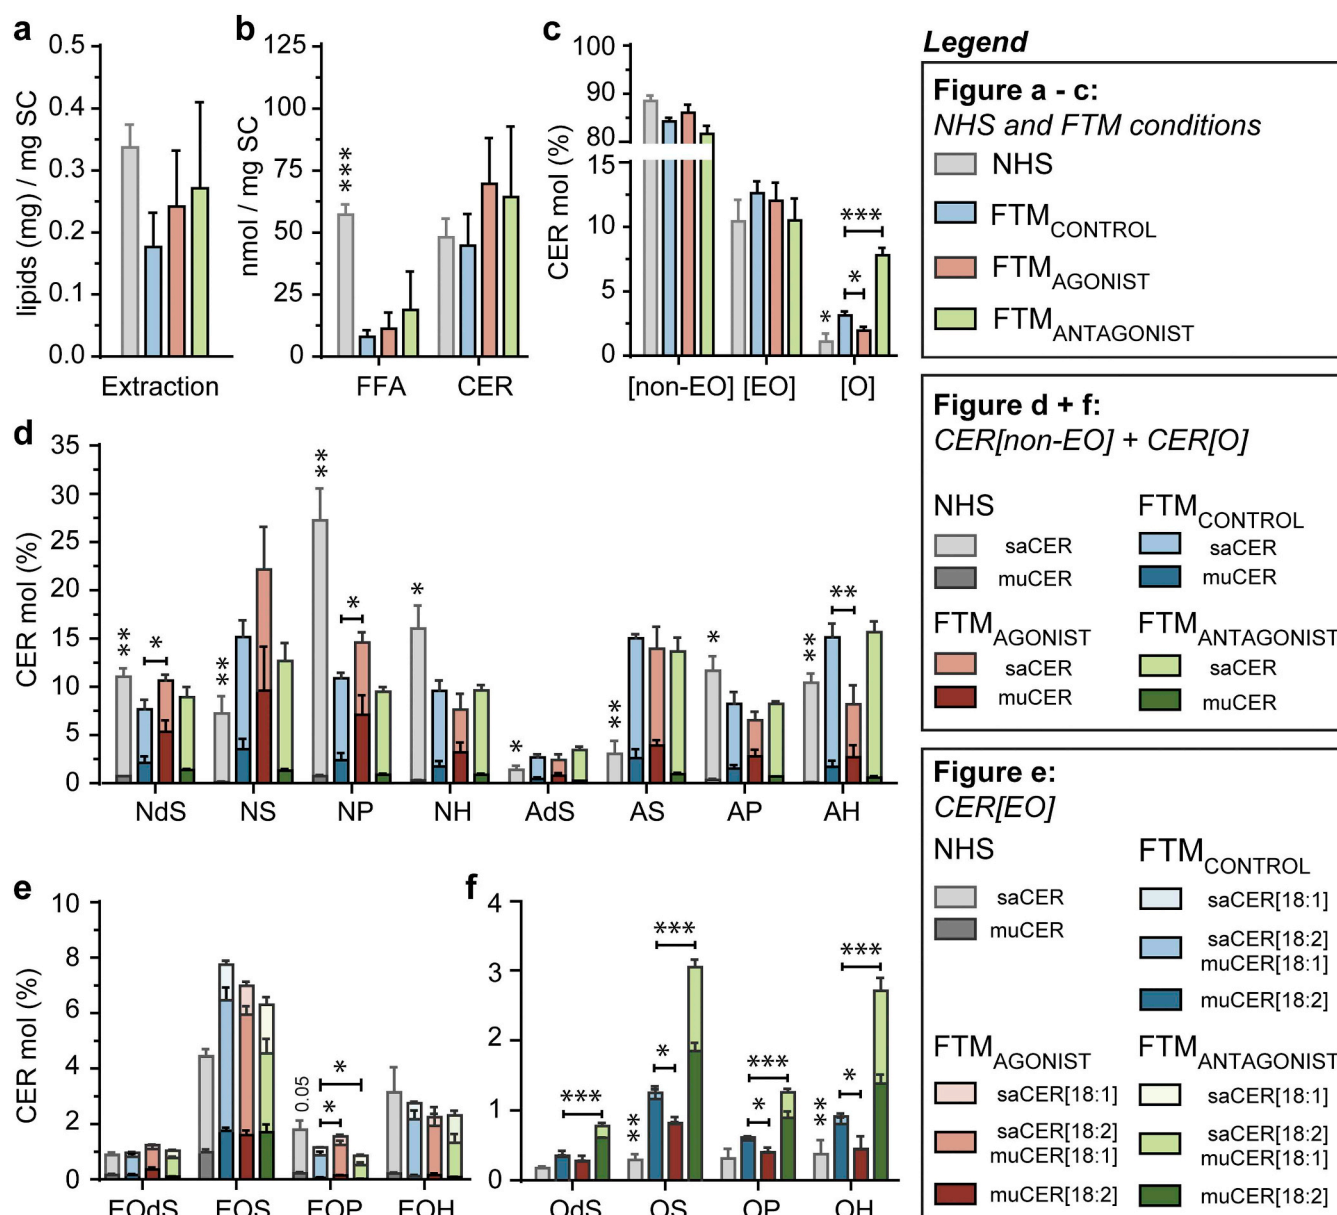 a
0.5
0.4
0.3
0.2
0.1
0.0
lipids (mg) / mg SC
Extraction
b
125
100
75
50
25
0
nmol / mg SC
***
FFA
CER
c
100
90
80
15
10
5
0
CER mol (%)
*
*
***
[non-EO]
[EO]
[O]
Legend
Figure a - c:
NHS and FTM conditions
NHS
FTMCONTROL
FTMAGONIST
FTMANTAGONIST
d
35
30
25
20
15
10
5
0
CER mol (%)
**
*
**
**
*
*
*
**
*
**
**
NdS
NS
NP
NH
AdS
AS
AP
AH
Figure d + f:
CER[non-EO] + CER[O]
NHS
saCER
muCER
FTMCONTROL
saCER
muCER
FTMAGONIST
saCER
muCER
FTMANTAGONIST
saCER
muCER
e
10
8
6
4
2
0
CER mol (%)
0.05
*
*
EOdS
EOS
EOP
EOH
f
4
3
2
1
0
***
**
*
***
*
***
**
*
***
OdS
OS
OP
OH
Figure e:
CER[EO]
NHS
saCER
muCER
FTMCONTROL
saCER[18:1]
saCER[18:2]
muCER[18:1]
muCER[18:2]
FTMAGONIST
saCER[18:1]
saCER[18:2]
muCER[18:1]
muCER[18:2]
FTMANTAGONIST
saCER[18:1]
saCER[18:2]
muCER[18:1]
muCER[18:2]